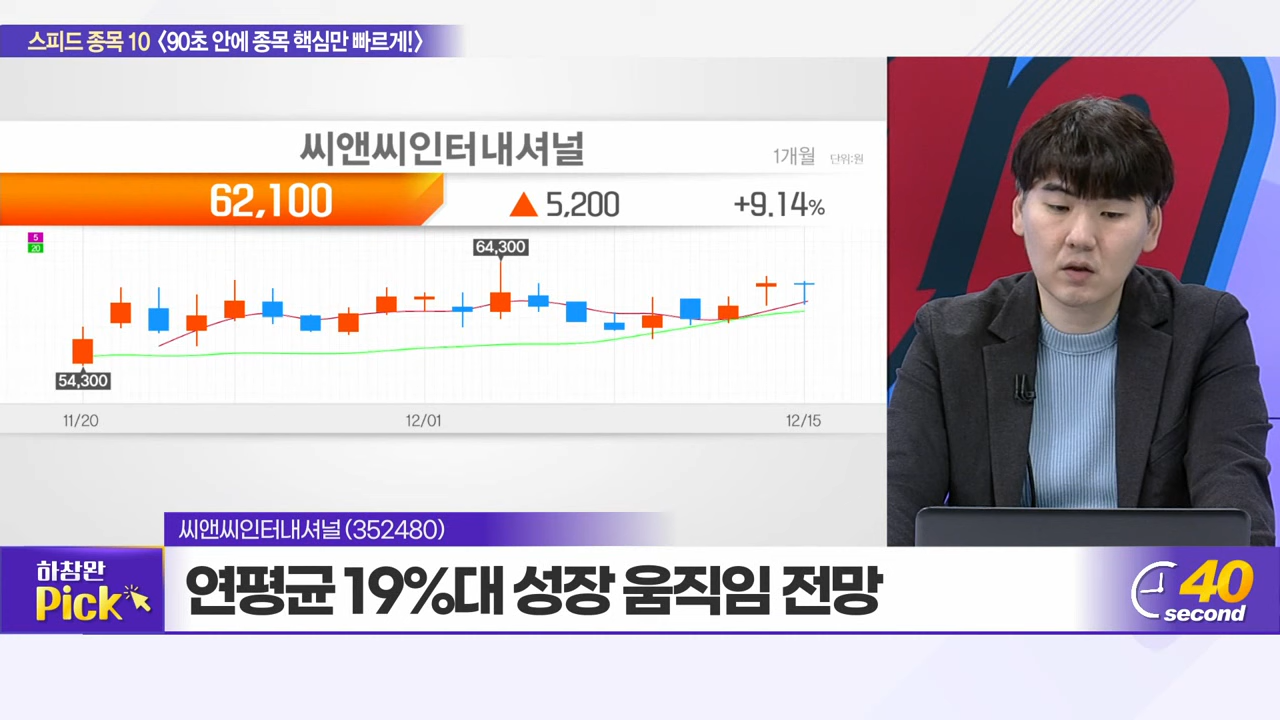 스피드 종목 10 〈90초 안에 종목 핵심만 빠르게!〉
씨앤씨인터내셔널
1개월 단위:원
62,100 ▲ 5,200 +9.14%
5
20
64,300
54,300
11/20 12/01 12/15
씨앤씨인터내셔널(352480)
하창완
Pick
연평균 19%대 성장 움직임 전망
40
second